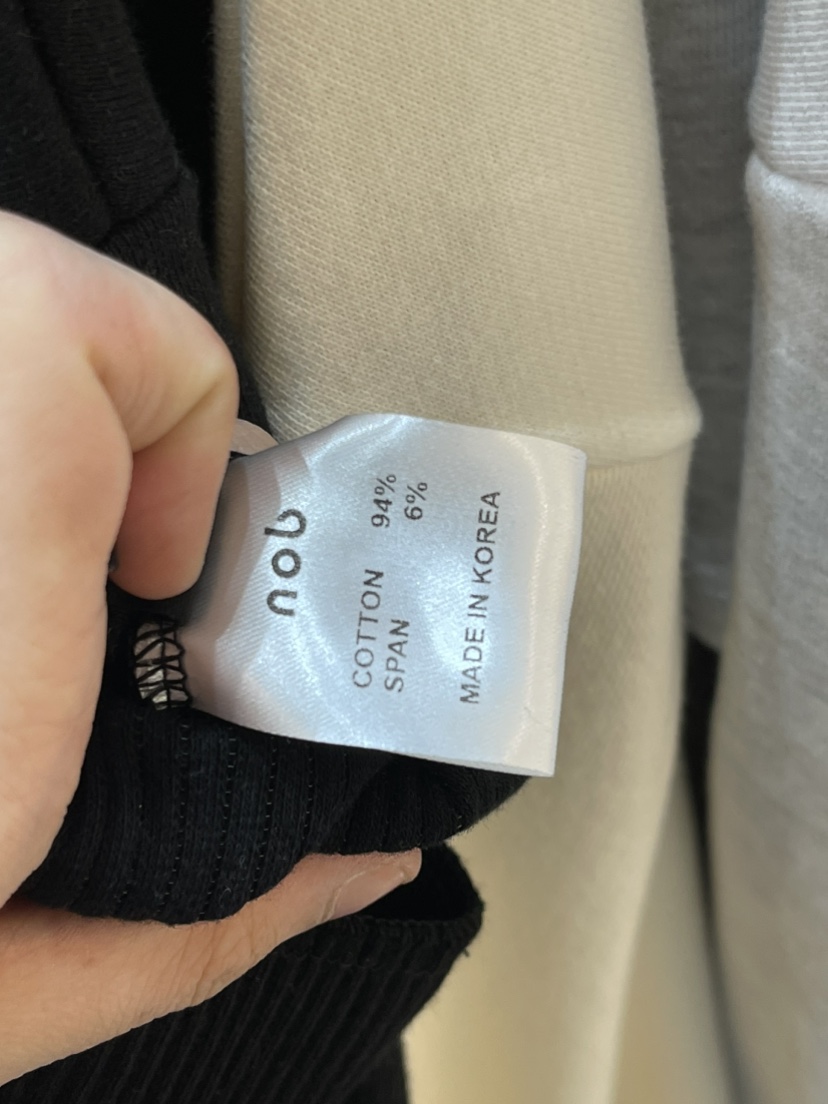 nob
COTTON 94%
SPAN 6%
MADE IN KOREA